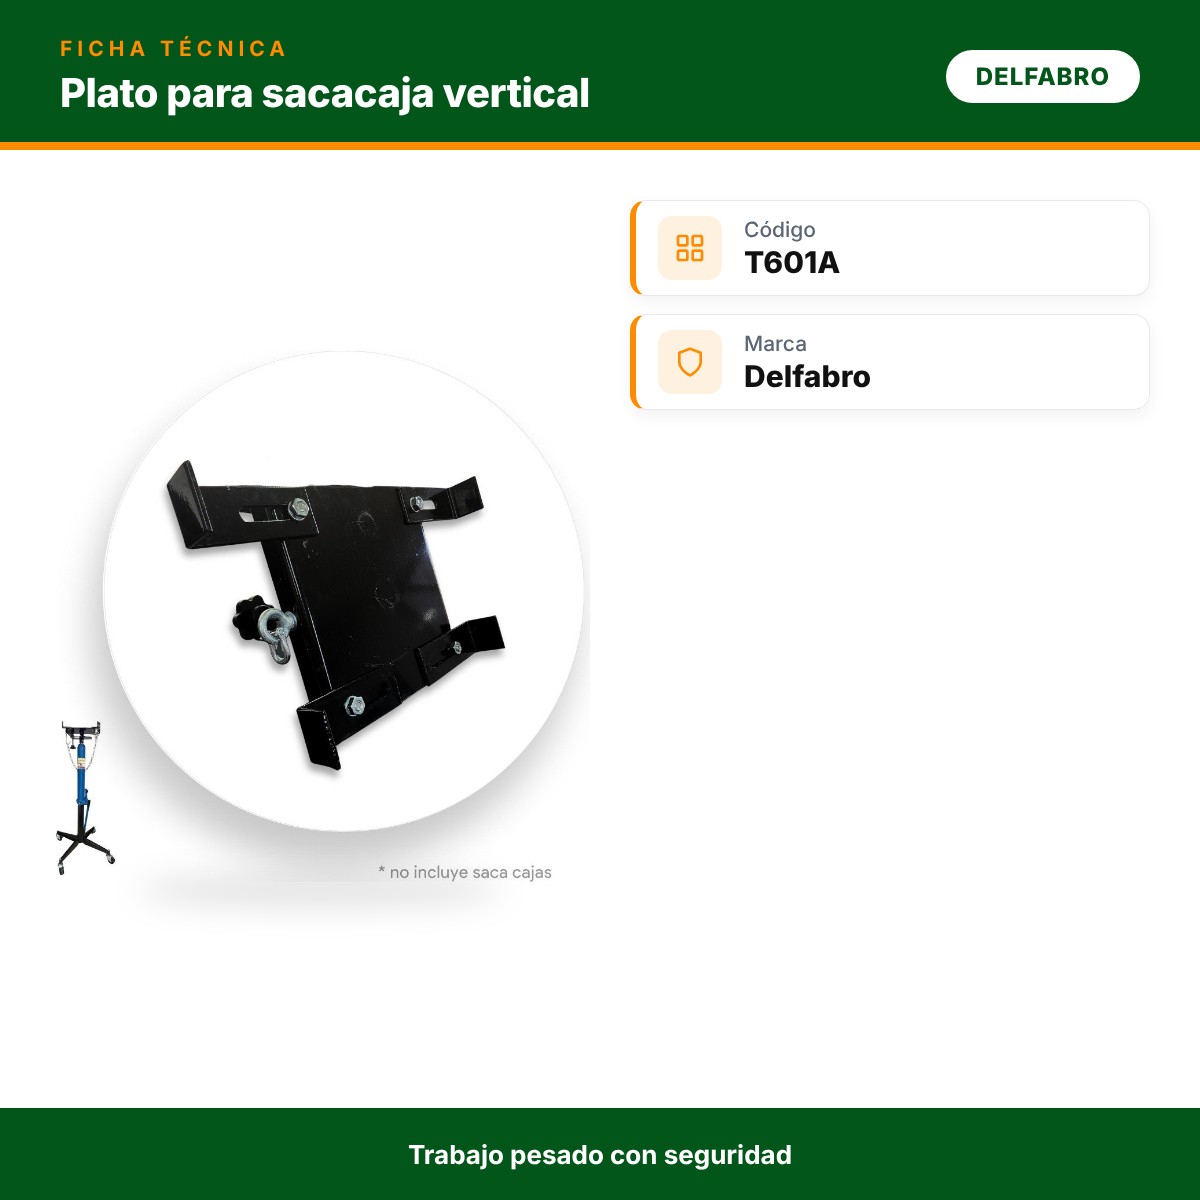 FICHA TÉCNICA
Plato para sacacaja vertical
DELFABRO
Código
T601A
Marca
Delfabro
* no incluye saca cajas
Trabajo pesado con seguridad